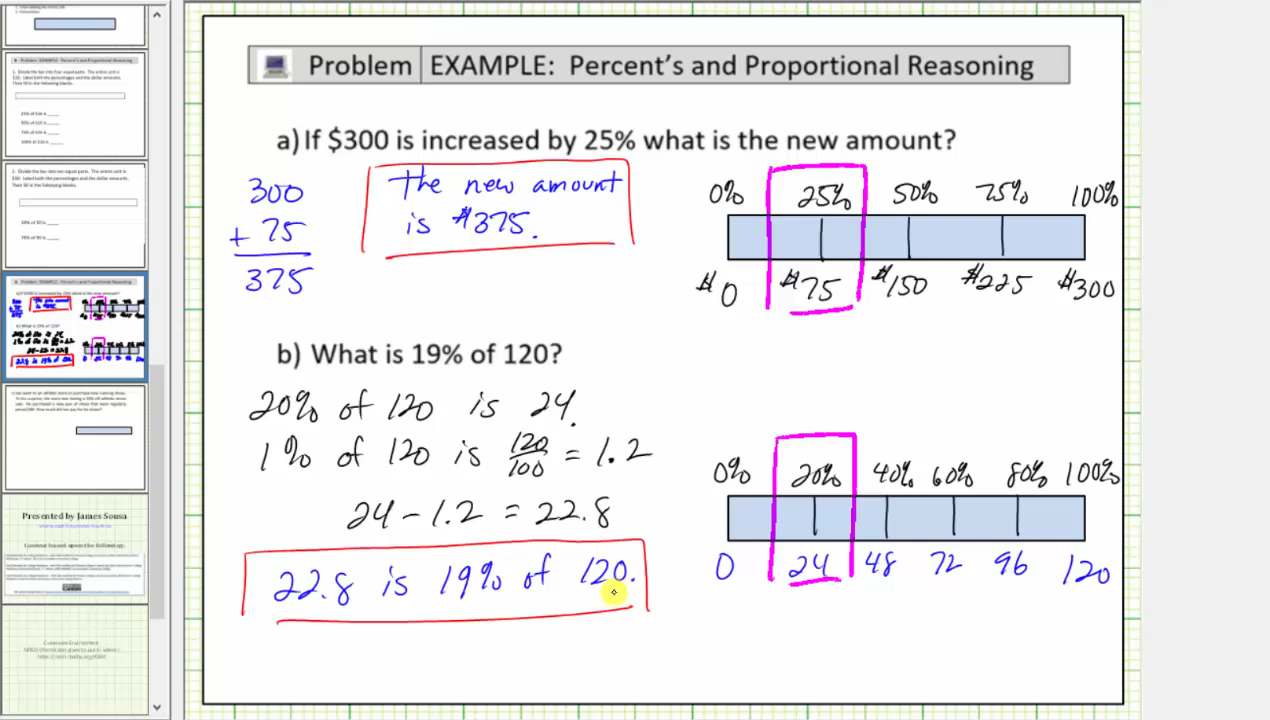 Problem EXAMPLE: Percent's and Proportional Reasoning
a) If $300 is increased by 25% what is the new amount?
300
+ 75
375
The new amount
is $375.
0% 25% 50% 75% 100%
$0 $75 $150 $225 $300
b) What is 19% of 120?
20% of 120 is 24.
1% of 120 is 120/100 = 1.2
24 - 1.2 = 22.8
22.8 is 19% of 120.
0% 20% 40% 60% 80% 100%
0 24 48 72 96 120
Presented by James Sousa